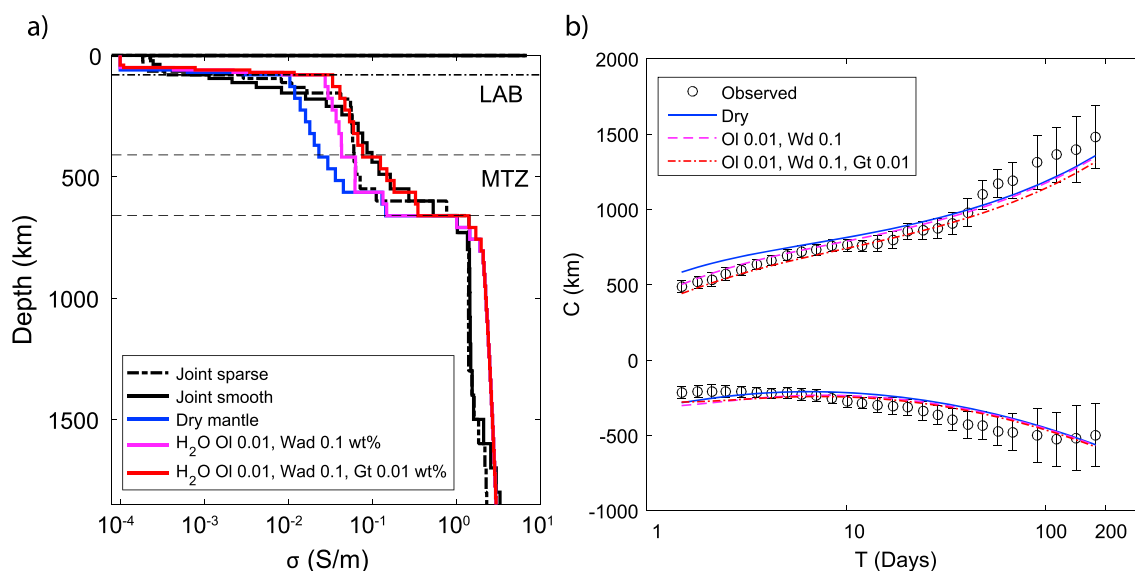 a)
0
500
1000
1500
Depth (km)
LAB
MTZ
Joint sparse
Joint smooth
Dry mantle
H₂O Ol 0.01, Wad 0.1 wt%
H₂O Ol 0.01, Wad 0.1, Gt 0.01 wt%
10⁻⁴ 10⁻³ 10⁻² 10⁻¹ 10⁰ 10¹
σ (S/m)
b)
2000
1500
1000
500
0
-500
-1000
C (km)
Observed
Dry
Ol 0.01, Wd 0.1
Ol 0.01, Wd 0.1, Gt 0.01
1 10 100 200
T (Days)